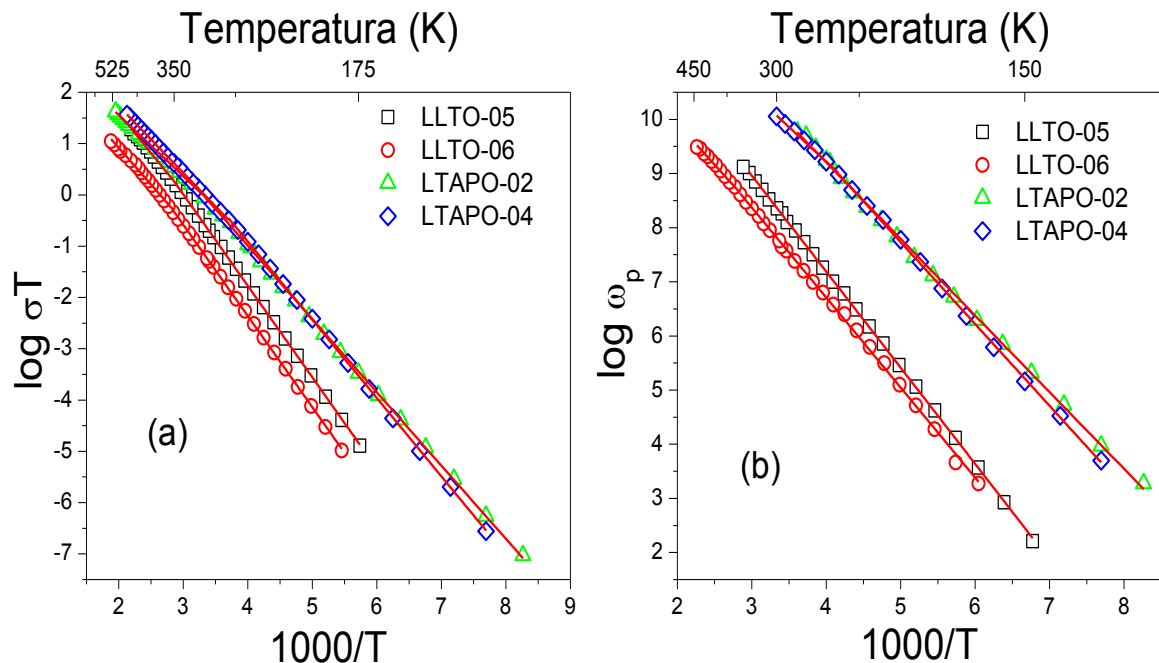 Temperatura (K)
525 350 175
2
1
0
-1
-2
-3
-4
-5
-6
-7
log σT
LLTO-05
LLTO-06
LTAPO-02
LTAPO-04
(a)
2 3 4 5 6 7 8 9
1000/T
Temperatura (K)
450 300 150
10
9
8
7
6
5
4
3
2
log ωp
LLTO-05
LLTO-06
LTAPO-02
LTAPO-04
(b)
2 3 4 5 6 7 8
1000/T